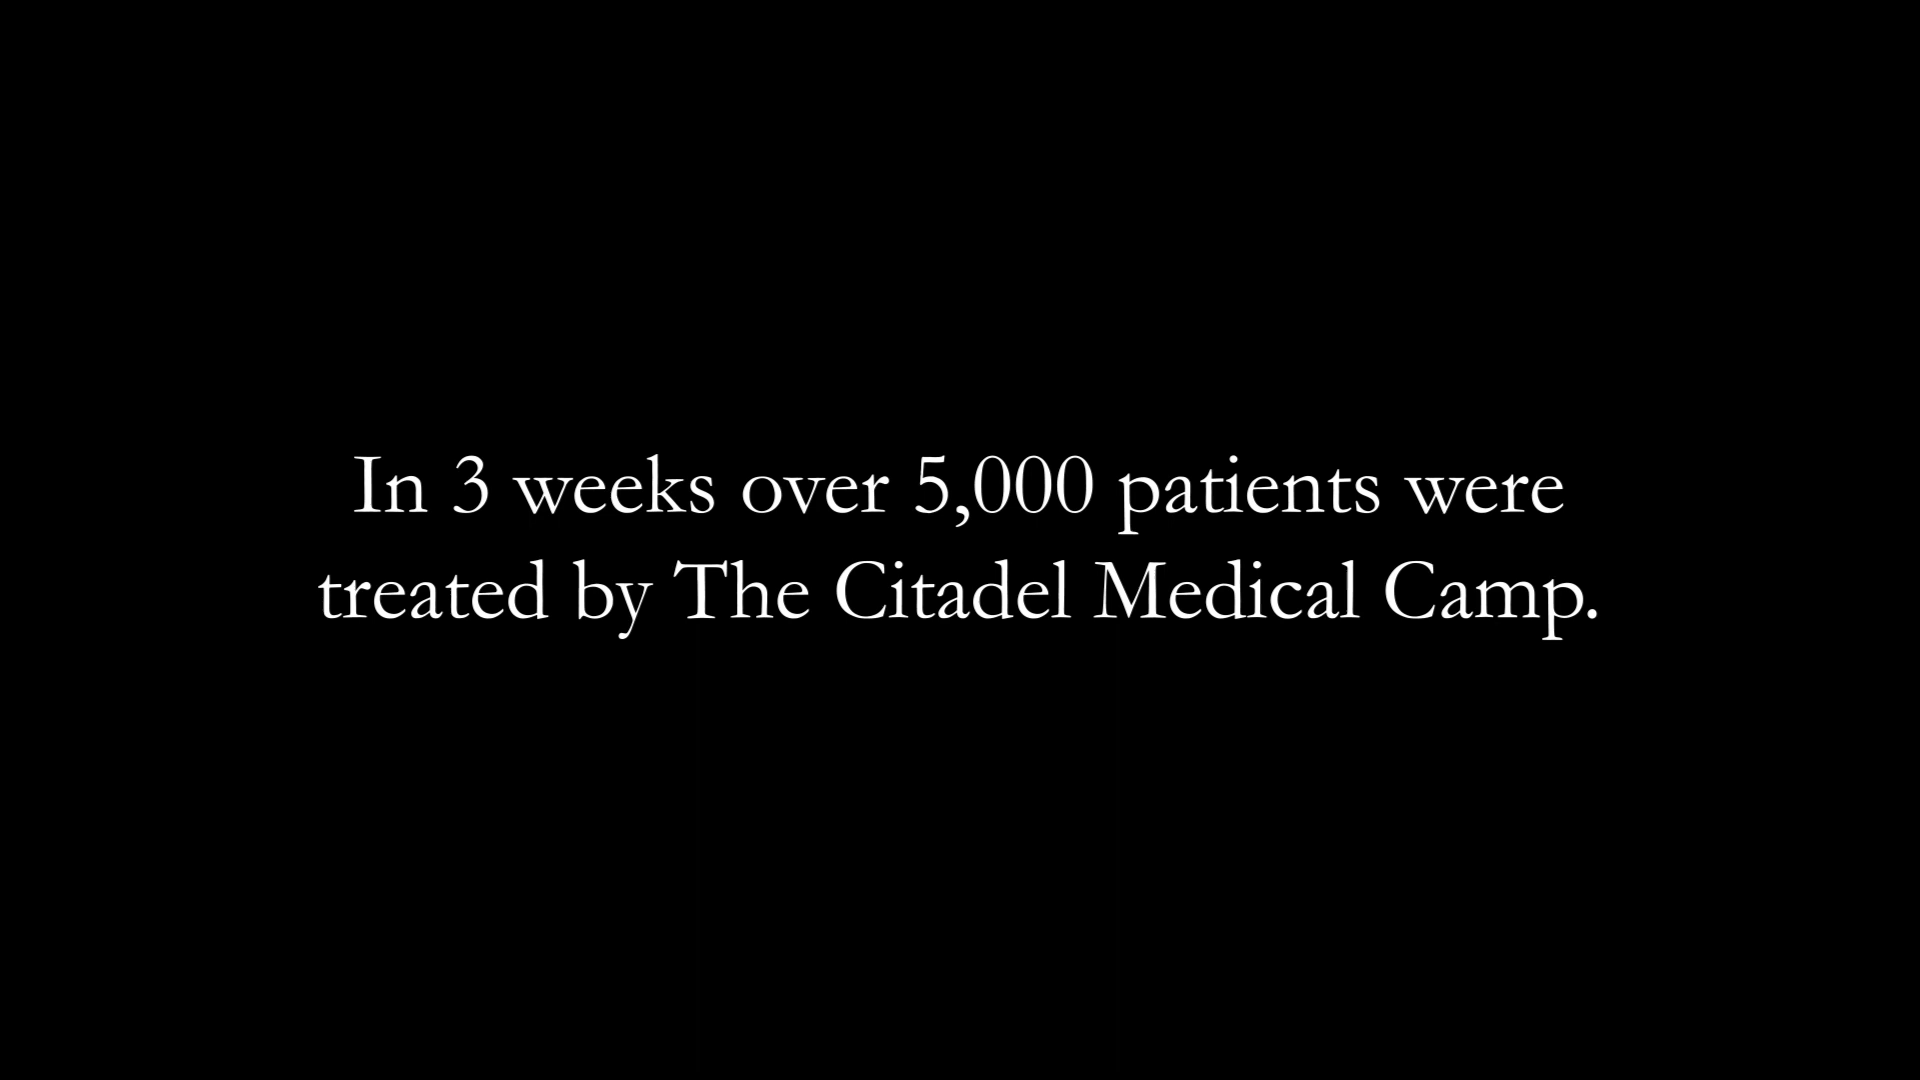 In 3 weeks over 5,000 patients were
treated by The Citadel Medical Camp.